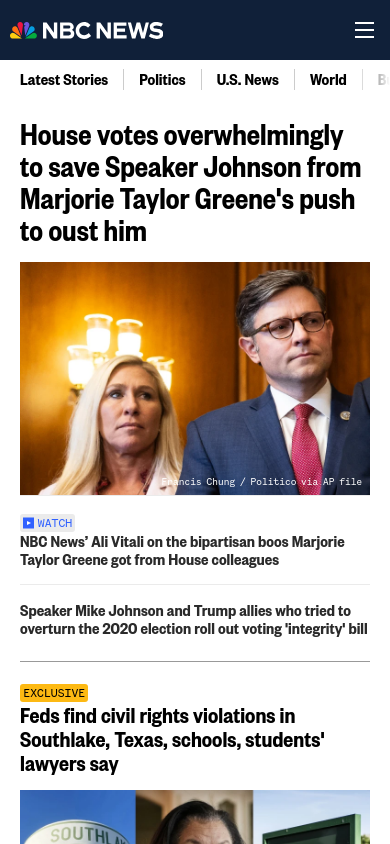 NBC NEWS
Latest Stories
Politics
U.S. News
World
House votes overwhelmingly
to save Speaker Johnson from
Marjorie Taylor Greene's push
to oust him
Francis Chung / Politico via AP file
WATCH
NBC News’ Ali Vitali on the bipartisan boos Marjorie
Taylor Greene got from House colleagues
Speaker Mike Johnson and Trump allies who tried to
overturn the 2020 election roll out voting 'integrity' bill
EXCLUSIVE
Feds find civil rights violations in
Southlake, Texas, schools, students'
lawyers say